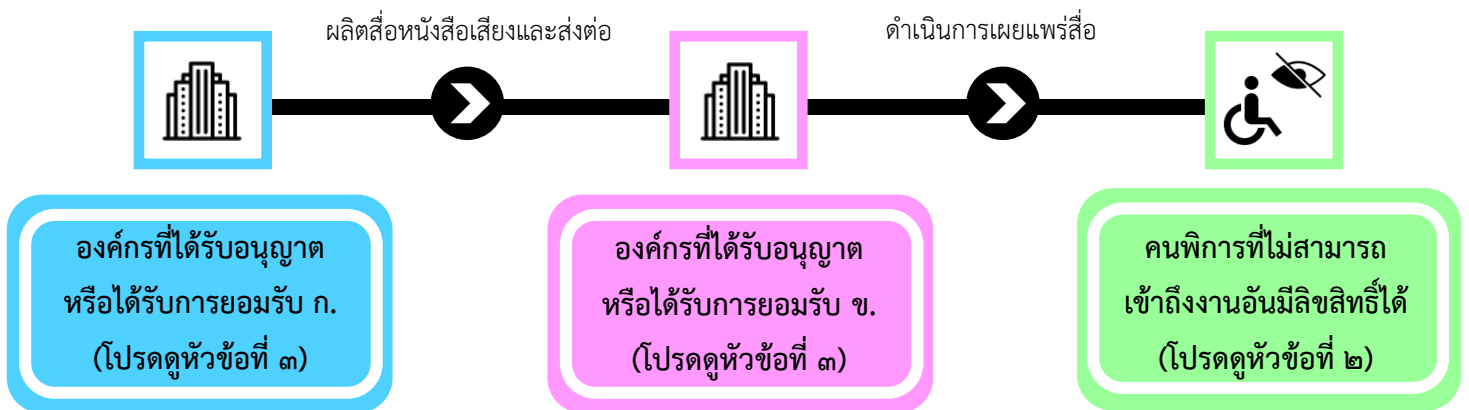 ผลิตสื่อหนังสือเสียงและส่งต่อ
ดำเนินการเผยแพร่สื่อ
องค์กรที่ได้รับอนุญาต
หรือได้รับการยอมรับ ก.
(โปรดดูหัวข้อที่ ๓)
องค์กรที่ได้รับอนุญาต
หรือได้รับการยอมรับ ข.
(โปรดดูหัวข้อที่ ๓)
คนพิการที่ไม่สามารถ
เข้าถึงงานอันมีลิขสิทธิ์ได้
(โปรดดูหัวข้อที่ ๒)